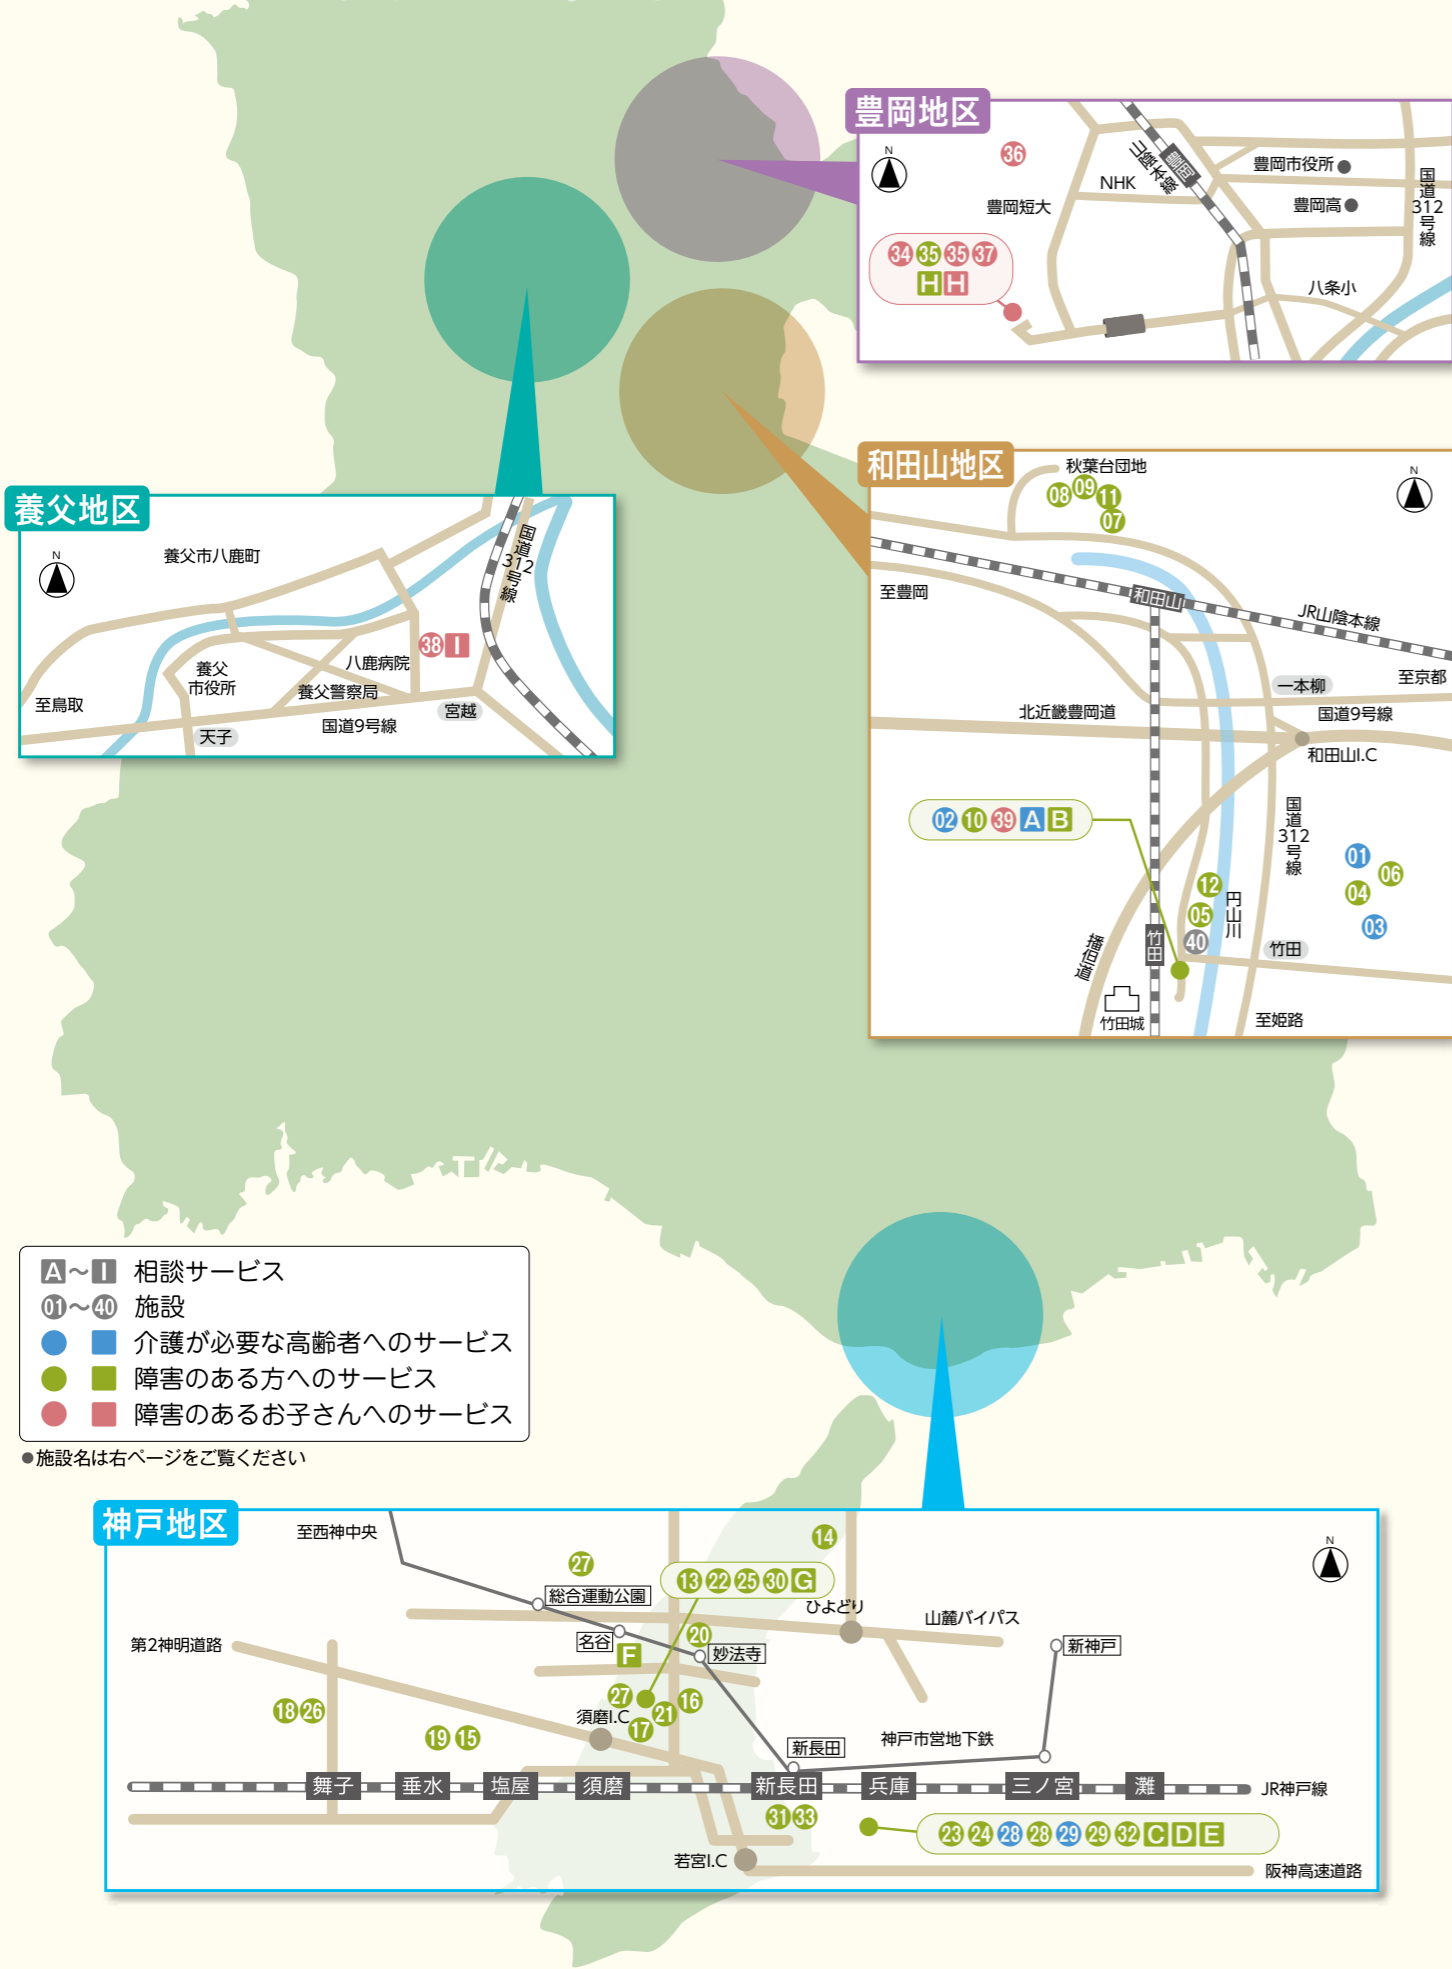 豊岡地区
N
36
山陰本線
豊岡
NHK
豊岡市役所
豊岡高
国道312号線
豊岡短大
34 35 35 37
H H
八条小
和田山地区
N
秋葉台団地
08 09 11
07
至豊岡
和田山
JR山陰本線
至京都
一本柳
国道9号線
北近畿豊岡道
和田山I.C
国道312号線
02 10 39 A B
01
06
04
03
12
05
40
円山川
竹田
竹田
播但道
竹田城
至姫路
養父地区
N
養父市八鹿町
国道312号線
38 I
八鹿病院
養父市役所
養父警察局
至鳥取
国道9号線
宮越
天子
A～I 相談サービス
01～40 施設
介護が必要な高齢者へのサービス
障害のある方へのサービス
障害のあるお子さんへのサービス
●施設名は右ページをご覧ください
神戸地区
N
至西神中央
27
14
13 22 25 30 G
総合運動公園
ひよどり
山麓バイパス
第2神明道路
名谷
20
妙法寺
新神戸
F
18 26
27
須磨I.C
17
21
16
19 15
新長田
神戸市営地下鉄
舞子
垂水
塩屋
須磨
新長田
兵庫
三ノ宮
灘
JR神戸線
31 33
23 24 28 28 29 29 32 C D E
若宮I.C
阪神高速道路